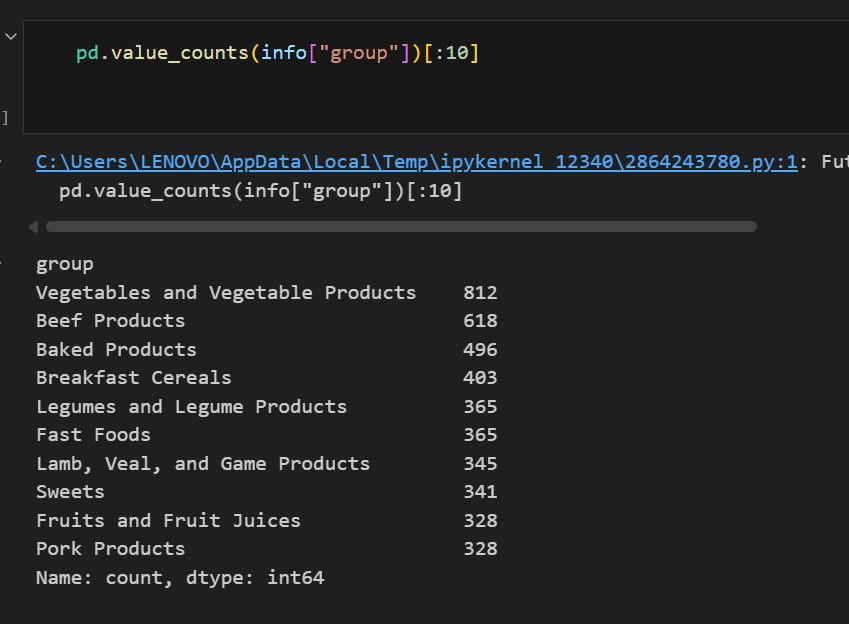 pd.value_counts(info["group"])[:10]
]
C:\Users\LENOVO\AppData\Local\Temp\ipykernel_12340\2864243780.py:1: Fut
pd.value_counts(info["group"])[:10]
group
Vegetables and Vegetable Products    812
Beef Products                        618
Baked Products                       496
Breakfast Cereals                    403
Legumes and Legume Products          365
Fast Foods                           365
Lamb, Veal, and Game Products        345
Sweets                               341
Fruits and Fruit Juices              328
Pork Products                        328
Name: count, dtype: int64